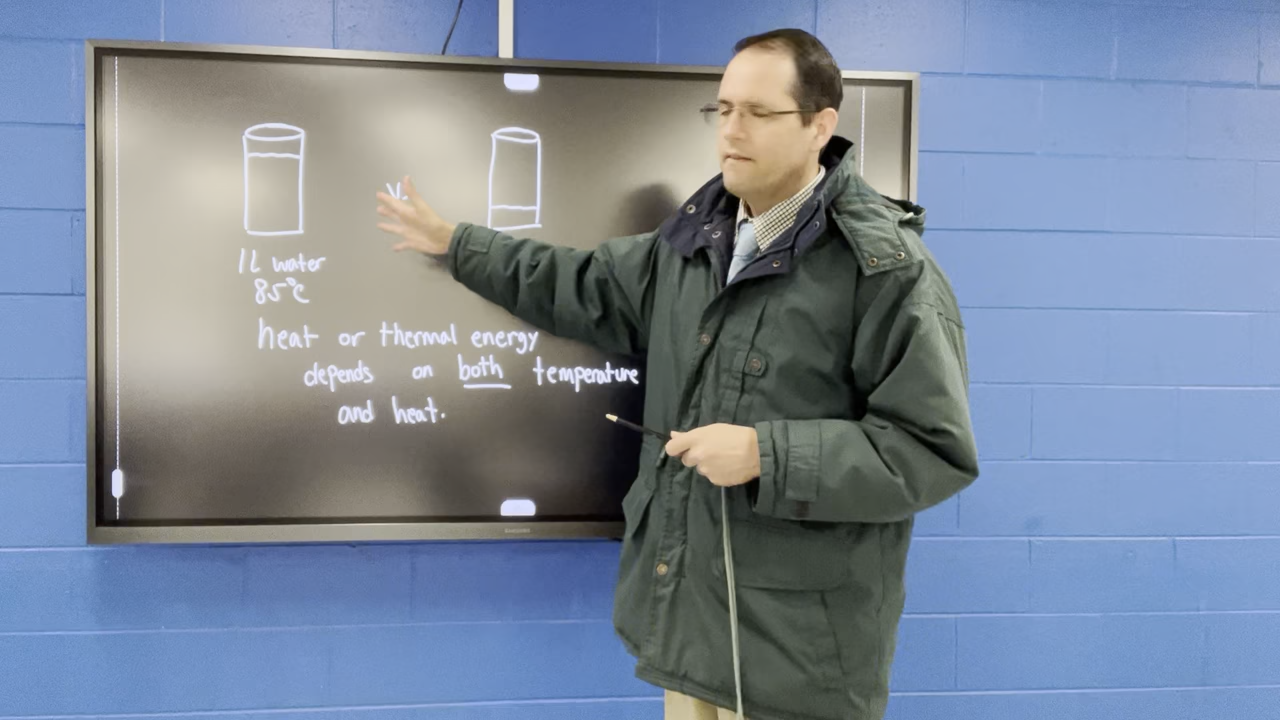 1L water
85°C
heat or thermal energy
depends on both temperature
and heat.